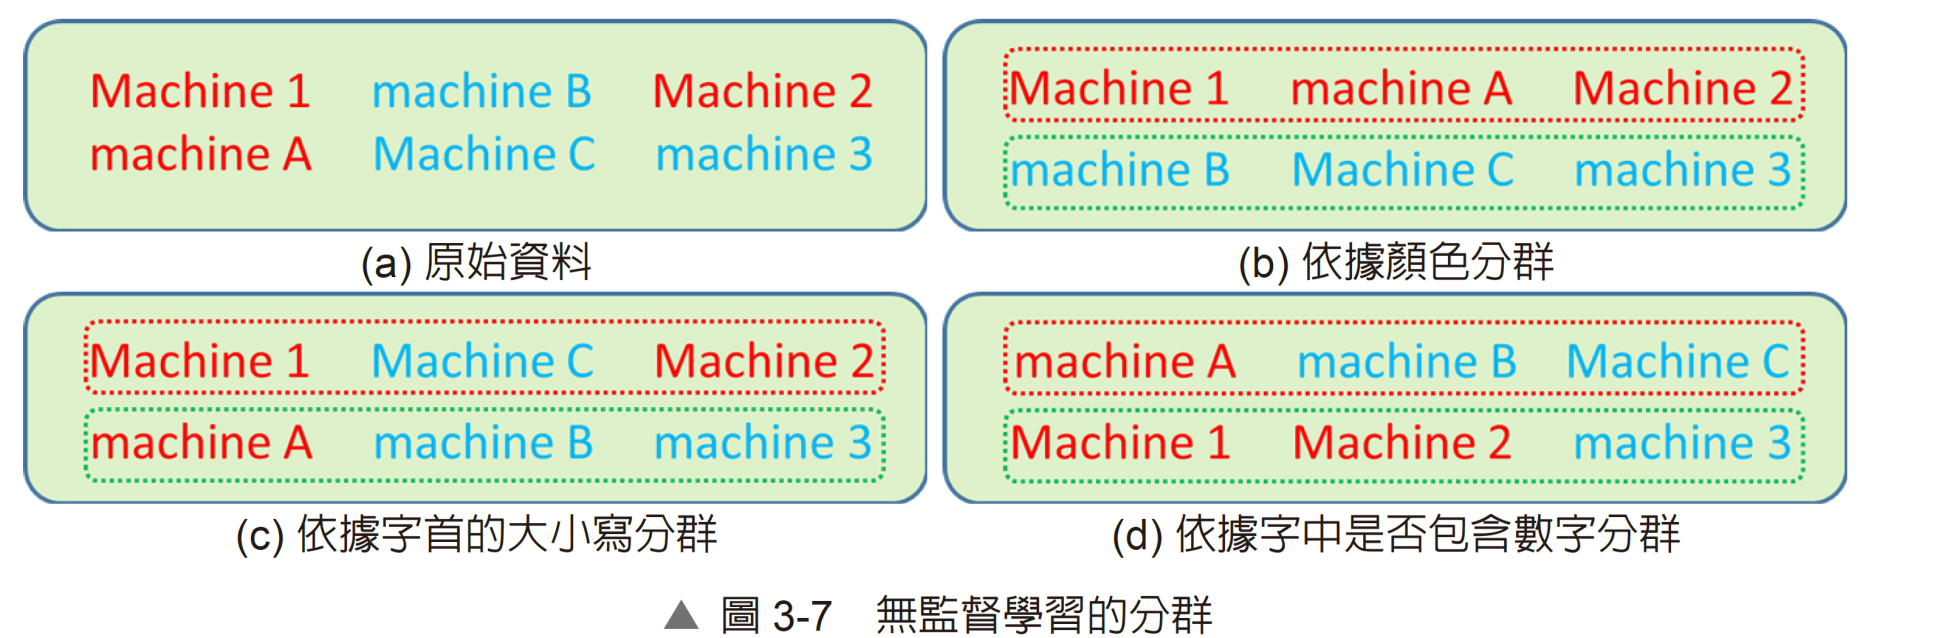 Machine 1 machine B Machine 2
machine A Machine C machine 3
(a) 原始資料
Machine 1 machine A Machine 2
machine B Machine C machine 3
(b) 依據顏色分群
Machine 1 Machine C Machine 2
machine A machine B machine 3
(c) 依據字首的大小寫分群
machine A machine B Machine C
Machine 1 Machine 2 machine 3
(d) 依據字中是否包含數字分群
▲ 圖 3-7 無監督學習的分群